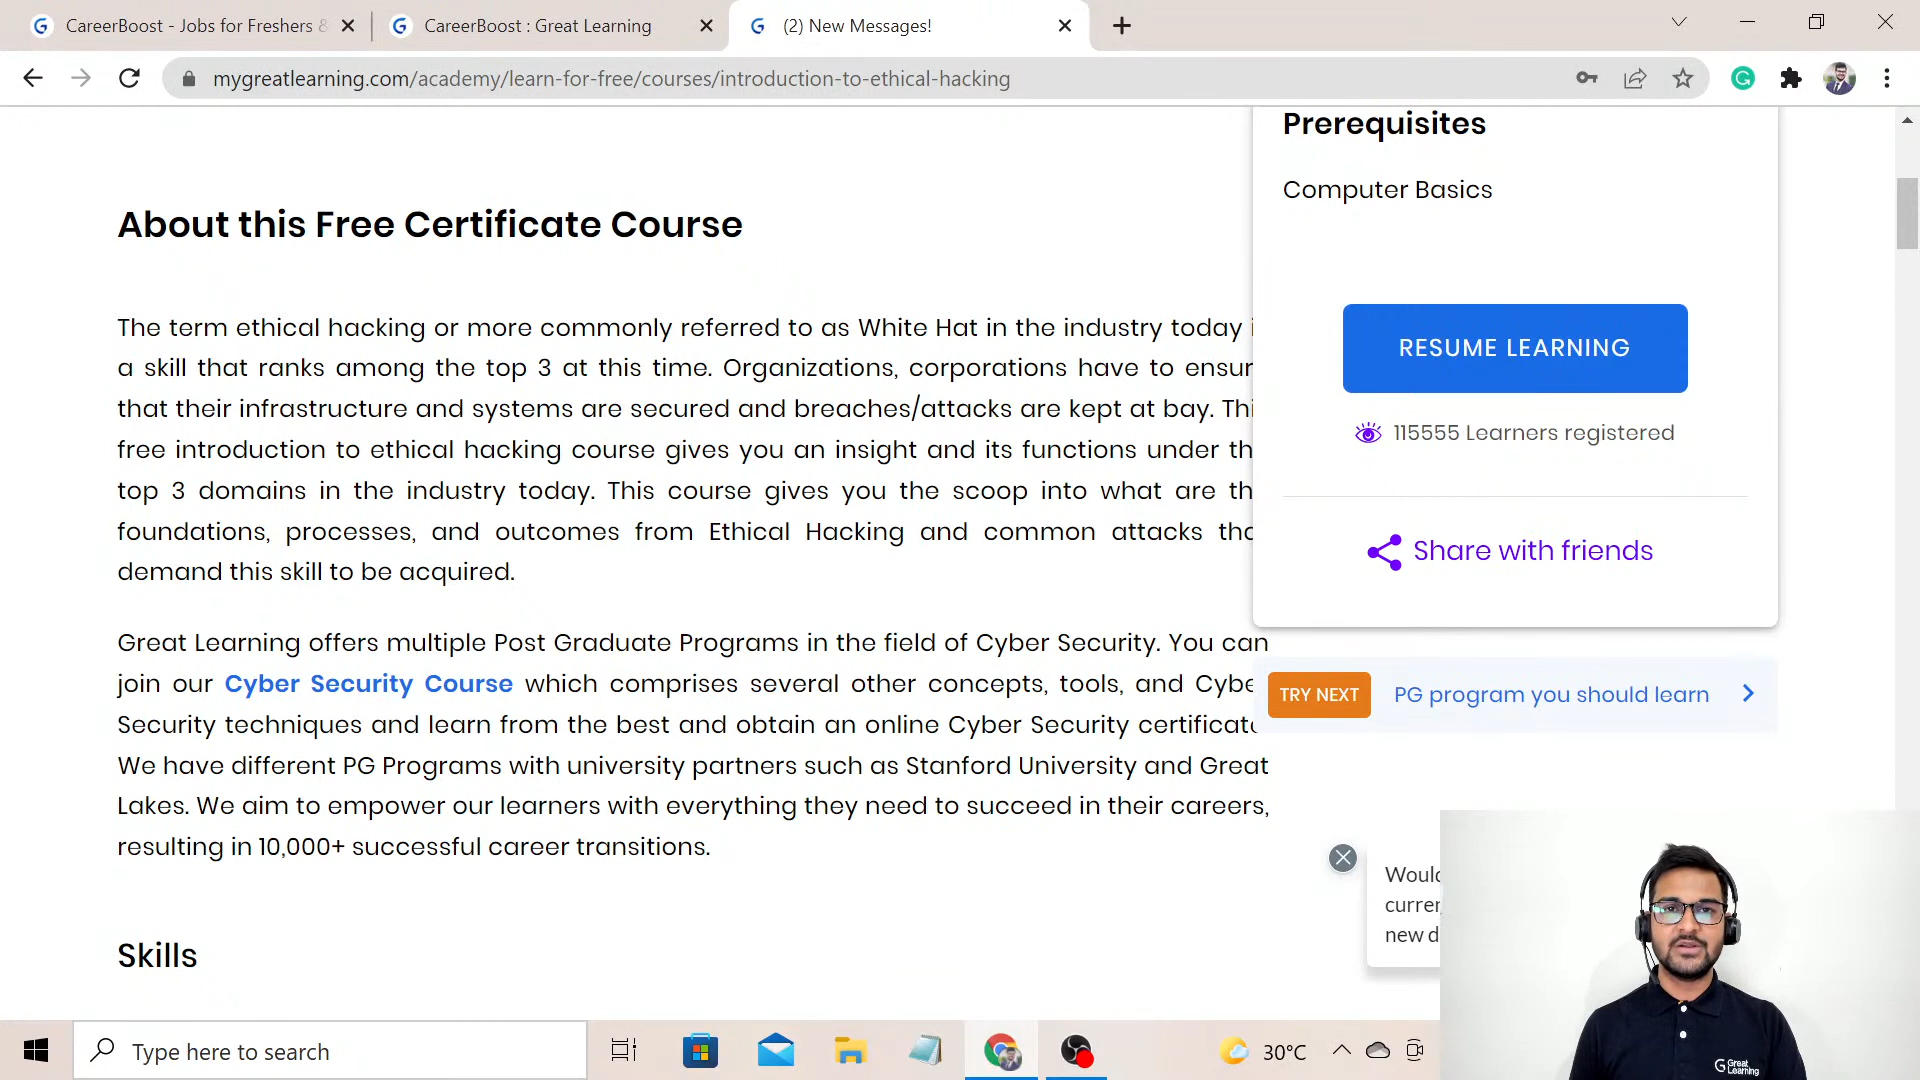 CareerBoost - Jobs for Freshers &
CareerBoost : Great Learning
(2) New Messages!
mygreatlearning.com/academy/learn-for-free/courses/introduction-to-ethical-hacking
Prerequisites
Computer Basics
RESUME LEARNING
115555 Learners registered
Share with friends
TRY NEXT PG program you should learn
About this Free Certificate Course
The term ethical hacking or more commonly referred to as White Hat in the industry today i
a skill that ranks among the top 3 at this time. Organizations, corporations have to ensur
that their infrastructure and systems are secured and breaches/attacks are kept at bay. Thi
free introduction to ethical hacking course gives you an insight and its functions under th
top 3 domains in the industry today. This course gives you the scoop into what are th
foundations, processes, and outcomes from Ethical Hacking and common attacks tha
demand this skill to be acquired.
Great Learning offers multiple Post Graduate Programs in the field of Cyber Security. You can
join our Cyber Security Course which comprises several other concepts, tools, and Cybe
Security techniques and learn from the best and obtain an online Cyber Security certificate
We have different PG Programs with university partners such as Stanford University and Great
Lakes. We aim to empower our learners with everything they need to succeed in their careers,
resulting in 10,000+ successful career transitions.
Skills
Would
curren
new d
Great
Learning
Type here to search
30°C